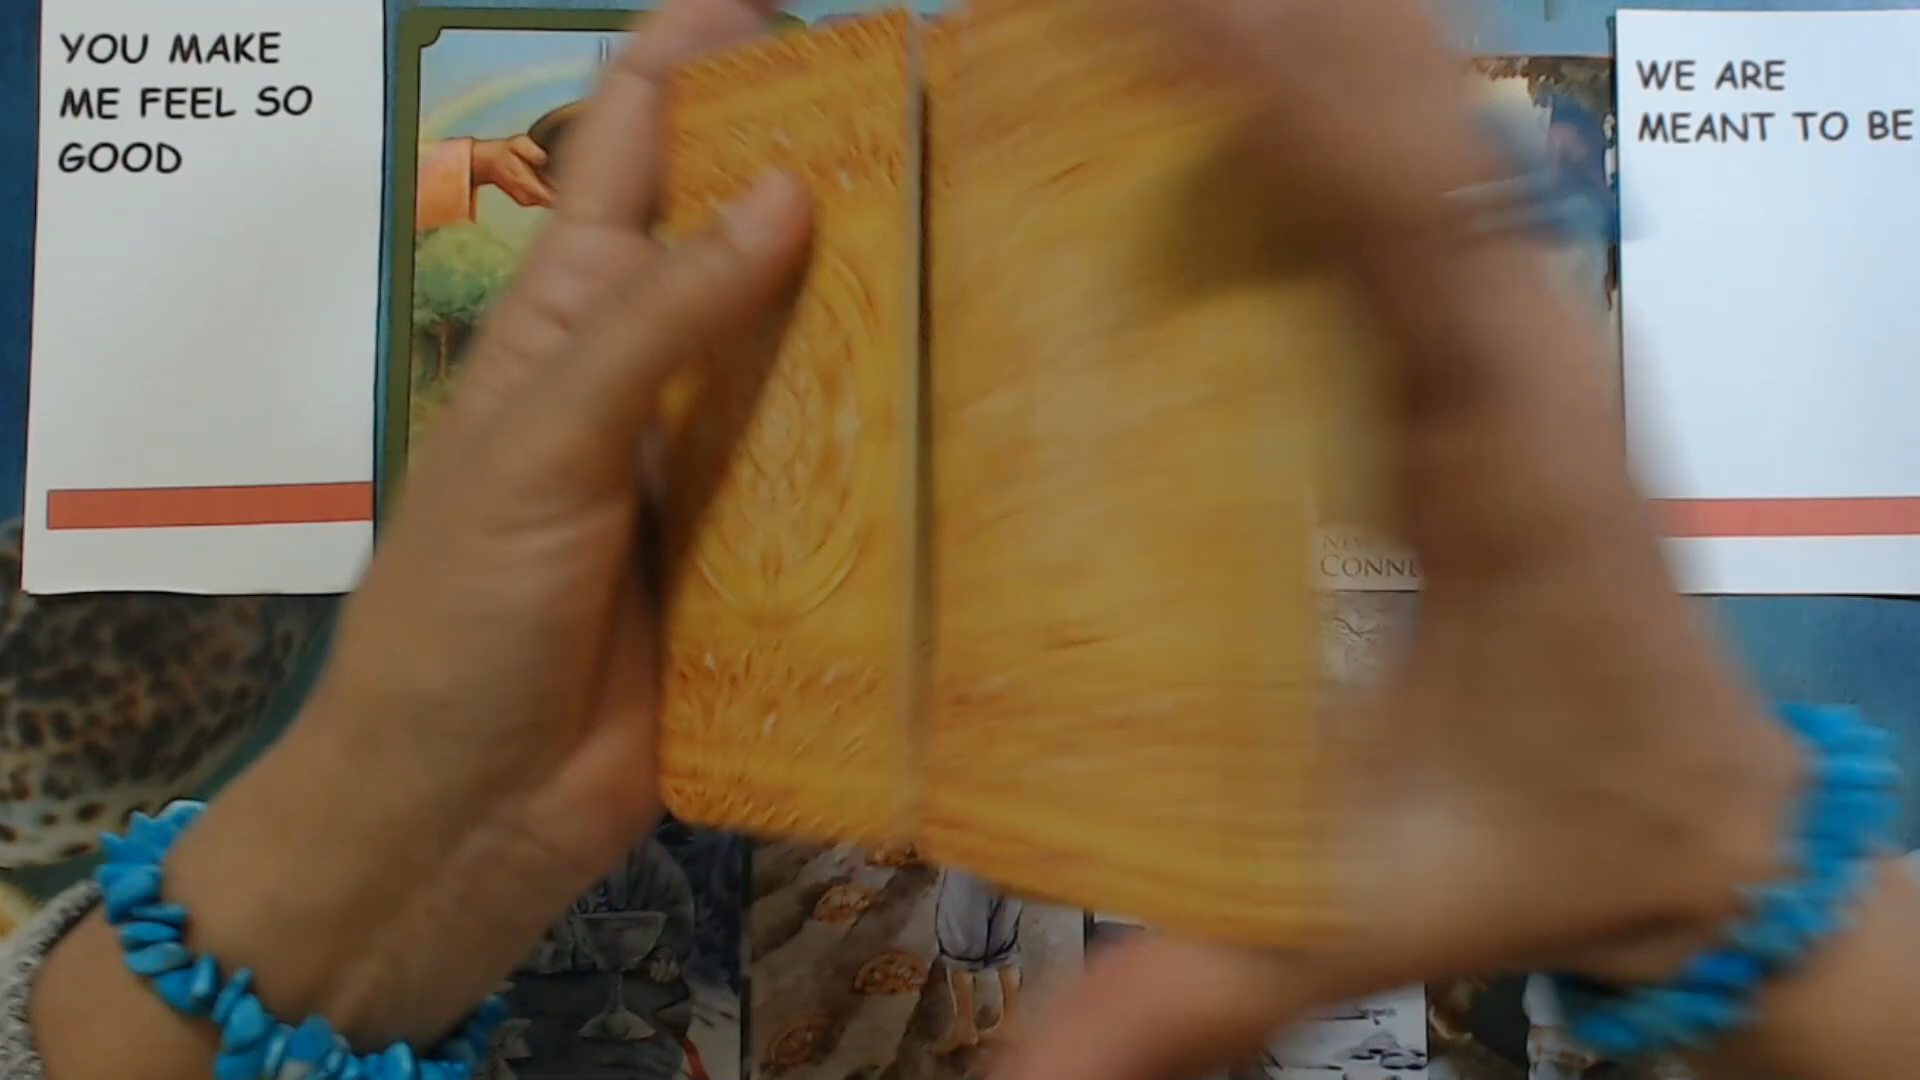 YOU MAKE
ME FEEL SO
GOOD
WE ARE
MEANT TO BE